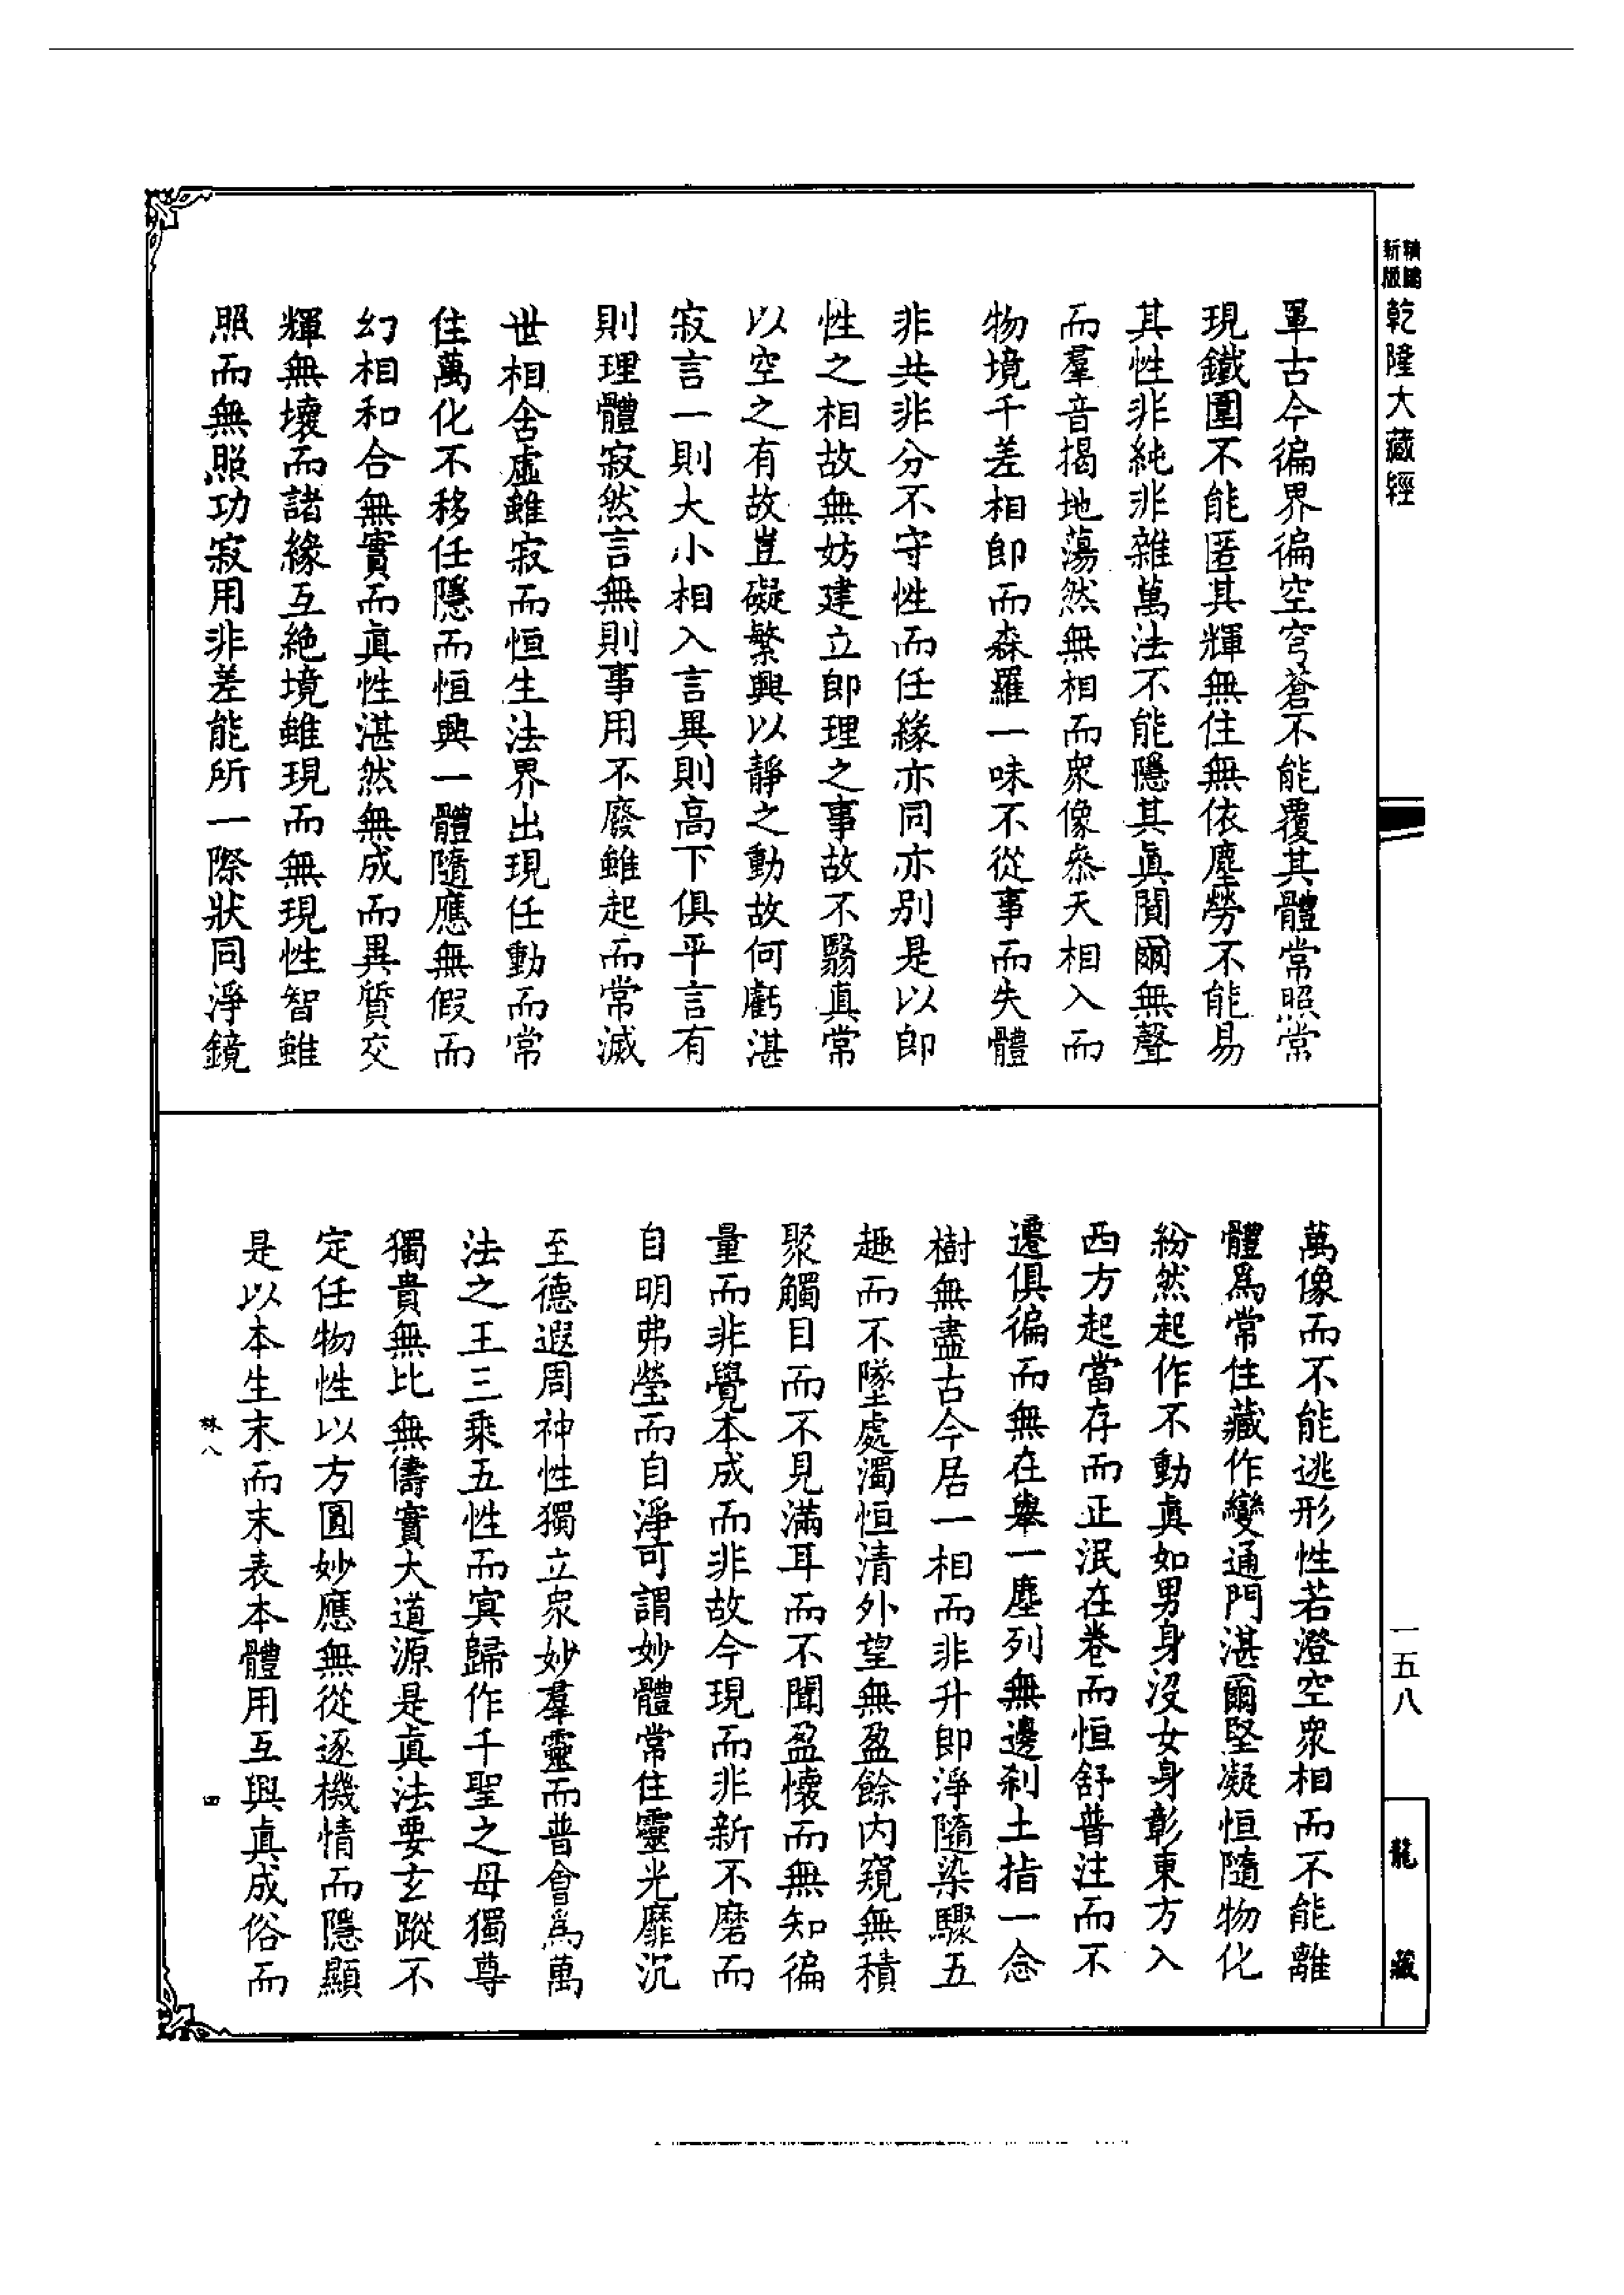 精鵰
新版
乾隆大藏經
一五八
龍藏
單古今徧界徧空穹蒼不能覆其體常照常
現鐵圍不能匿其輝無住無依塵勞不能易
其性非純非雜萬法不能隱其真闃爾無聲
而羣音揭地蕩然無相而衆像叅天相入而
物境千差相卽而森羅一味不從事而失體
非共非分不守性而任緣亦同亦別是以卽
性之相故無妨建立卽理之事故不翳真常
以空之有故豈礙繁興以靜之動故何虧湛
寂言一則大小相入言異則高下俱平言有
則理體寂然言無則事用不廢雖起而常滅
世相含虛雖寂而恒生法界出現任動而常
住萬化不移任隱而恒興一體隨應無假而
幻相和合無實而真性湛然無成而異質交
輝無壞而諸緣互絕境雖現而無現性智雖
照而無照功寂用非差能所一際狀同淨鏡
萬像而不能逃形性若澄空衆相而不能離
體爲常住藏作變通門湛爾堅凝恒隨物化
紛然起作不動真如男身沒女身彰東方入
西方起當存而正泯在卷而恒舒普注而不
遷俱徧而無在舉一塵列無邊刹土指一念
樹無盡古今居一相而非升卽淨隨染驟五
趣而不墜處濁恒清外望無盈餘內窺無積
聚觸目而不見滿耳而不聞盈懷而無知徧
量而非覺本成而非故今現而非新不磨而
自明弗瑩而自淨可謂妙體常住靈光靡沉
至德遐周神性獨立衆妙羣靈而普會爲萬
法之王三乘五性而冥歸作千聖之母獨尊
獨貴無比無儔實大道源是真法要玄蹤不
定任物性以方圓妙應無從逐機情而隱顯
是以本生末而末表本體用互興真成俗而
林八
四